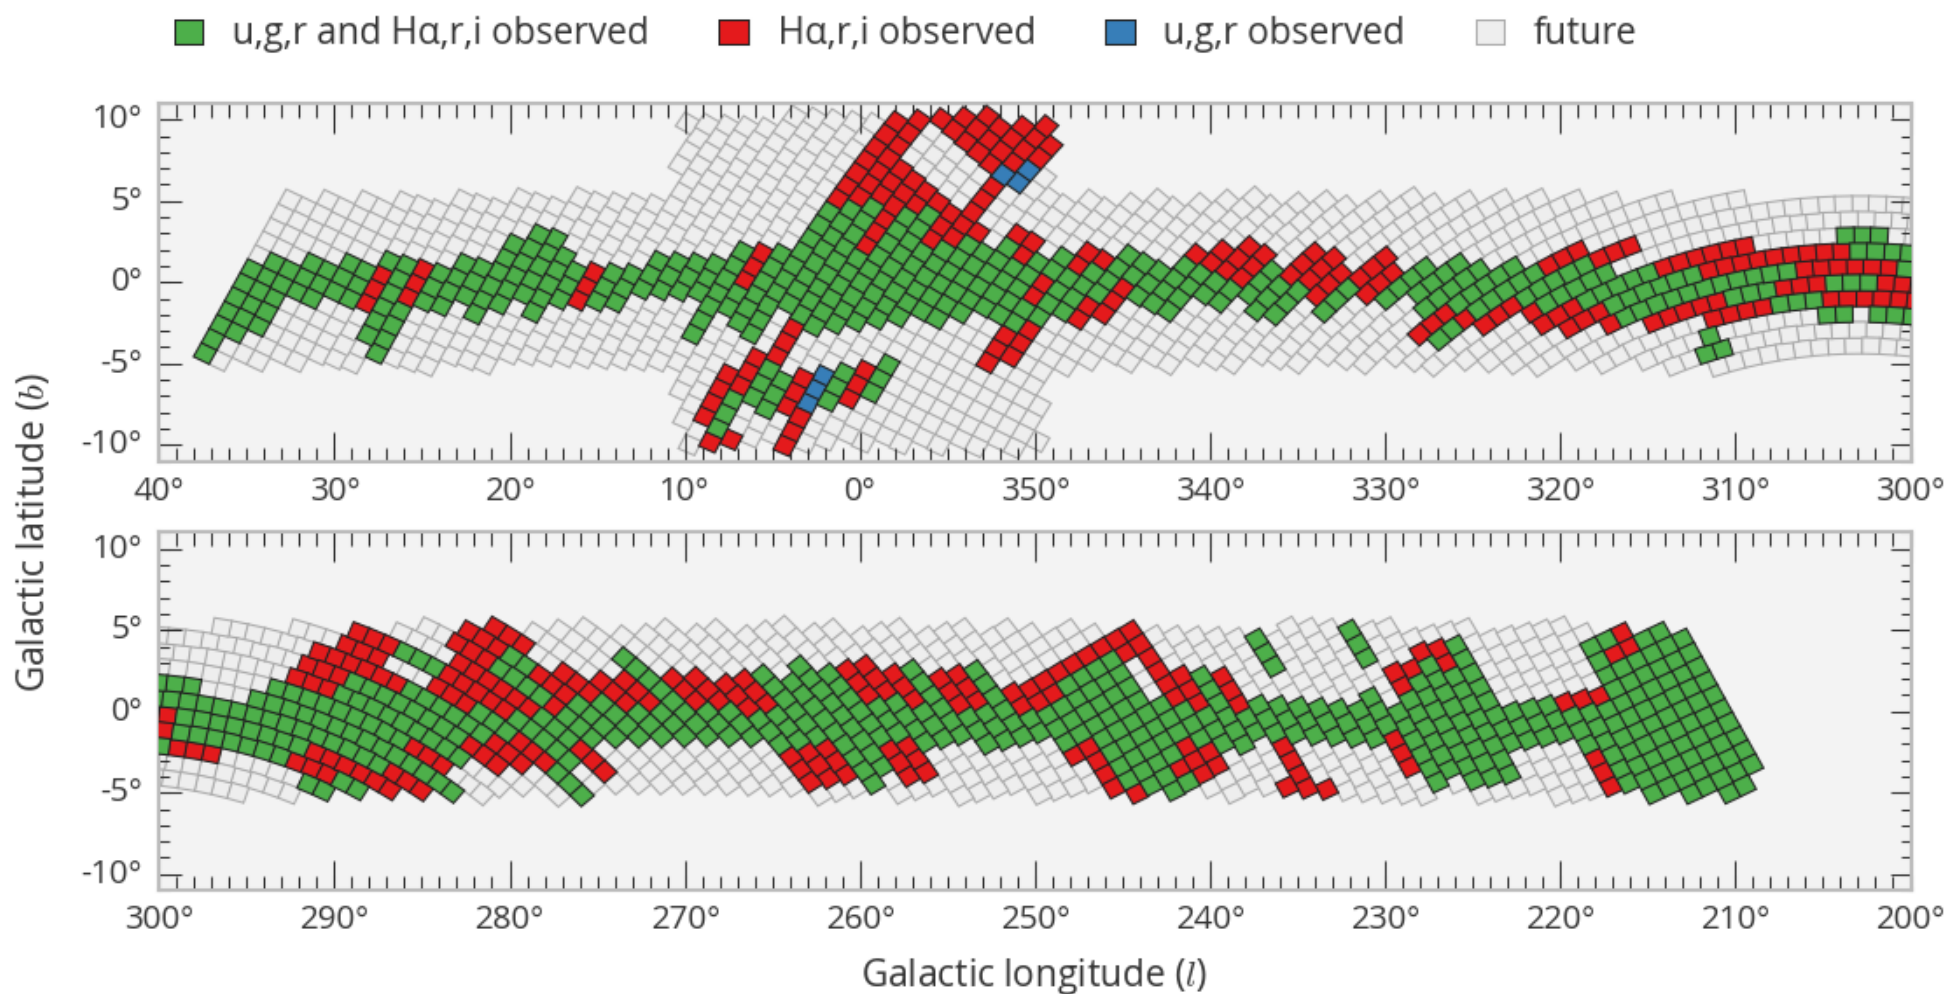 u,g,r and Hα,r,i observed Hα,r,i observed u,g,r observed future
10°
5°
0°
-5°
-10°
40° 30° 20° 10° 0° 350° 340° 330° 320° 310° 300°
Galactic latitude (b)
10°
5°
0°
-5°
-10°
300° 290° 280° 270° 260° 250° 240° 230° 220° 210° 200°
Galactic longitude (l)